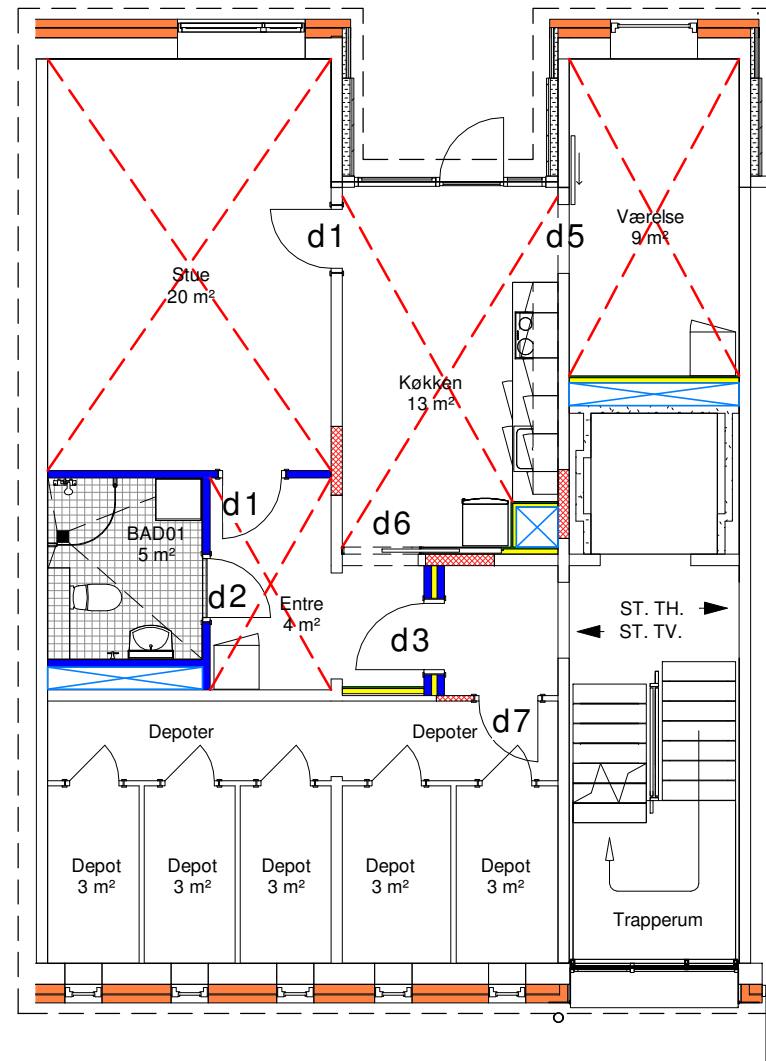 Værelse
9 m²
d1
d5
Stue
20 m²
Køkken
13 m²
d1
d6
BAD01
5 m²
d2
Entre
4 m²
d3
ST. TH.
ST. TV.
d7
Depoter
Depoter
Depot
3 m²
Depot
3 m²
Depot
3 m²
Depot
3 m²
Depot
3 m²
Trapperum